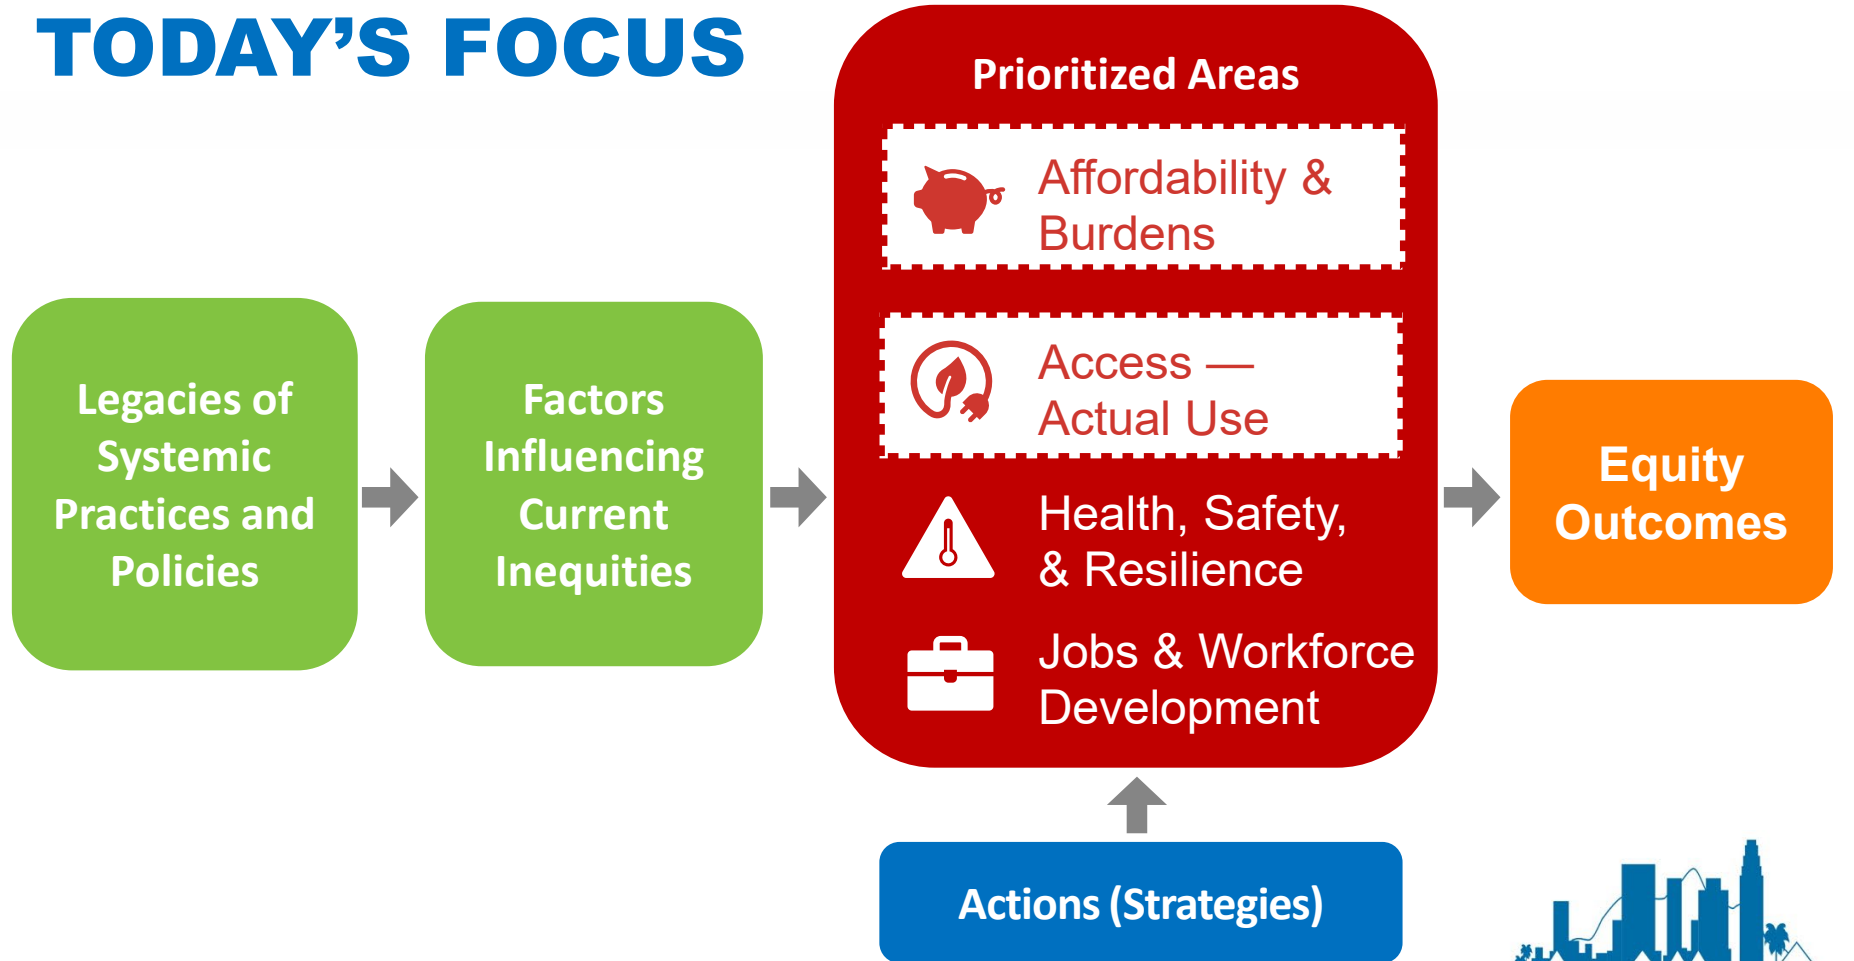 TODAY’S FOCUS
Legacies of
Systemic
Practices and
Policies
Factors
Influencing
Current
Inequities
Prioritized Areas
Affordability &
Burdens
Access —
Actual Use
Health, Safety,
& Resilience
Jobs & Workforce
Development
Equity
Outcomes
Actions (Strategies)